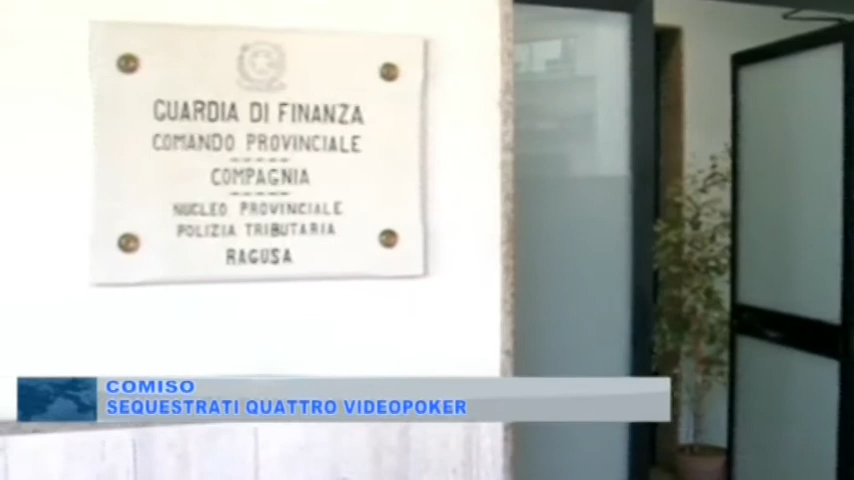 GUARDIA DI FINANZA
COMANDO PROVINCIALE
COMPAGNIA
NUCLEO PROVINCIALE
POLIZIA TRIBUTARIA
RAGUSA
COMISO
SEQUESTRATI QUATTRO VIDEOPOKER